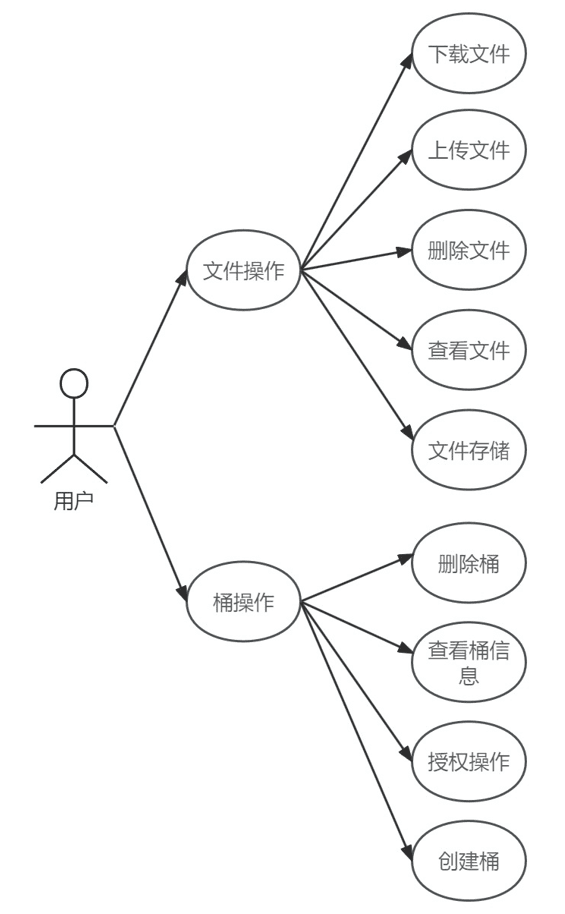 下载文件
上传文件
文件操作
删除文件
查看文件
文件存储
用户
删除桶
桶操作
查看桶信
息
授权操作
创建桶